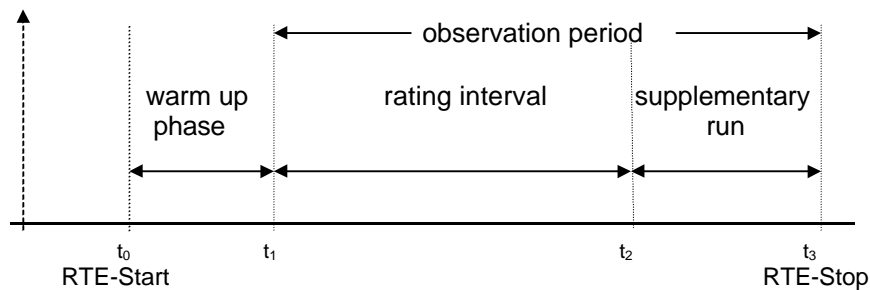 observation period
warm up
phase
rating interval
supplementary
run
t₀ t₁ t₂ t₃
RTE-Start RTE-Stop